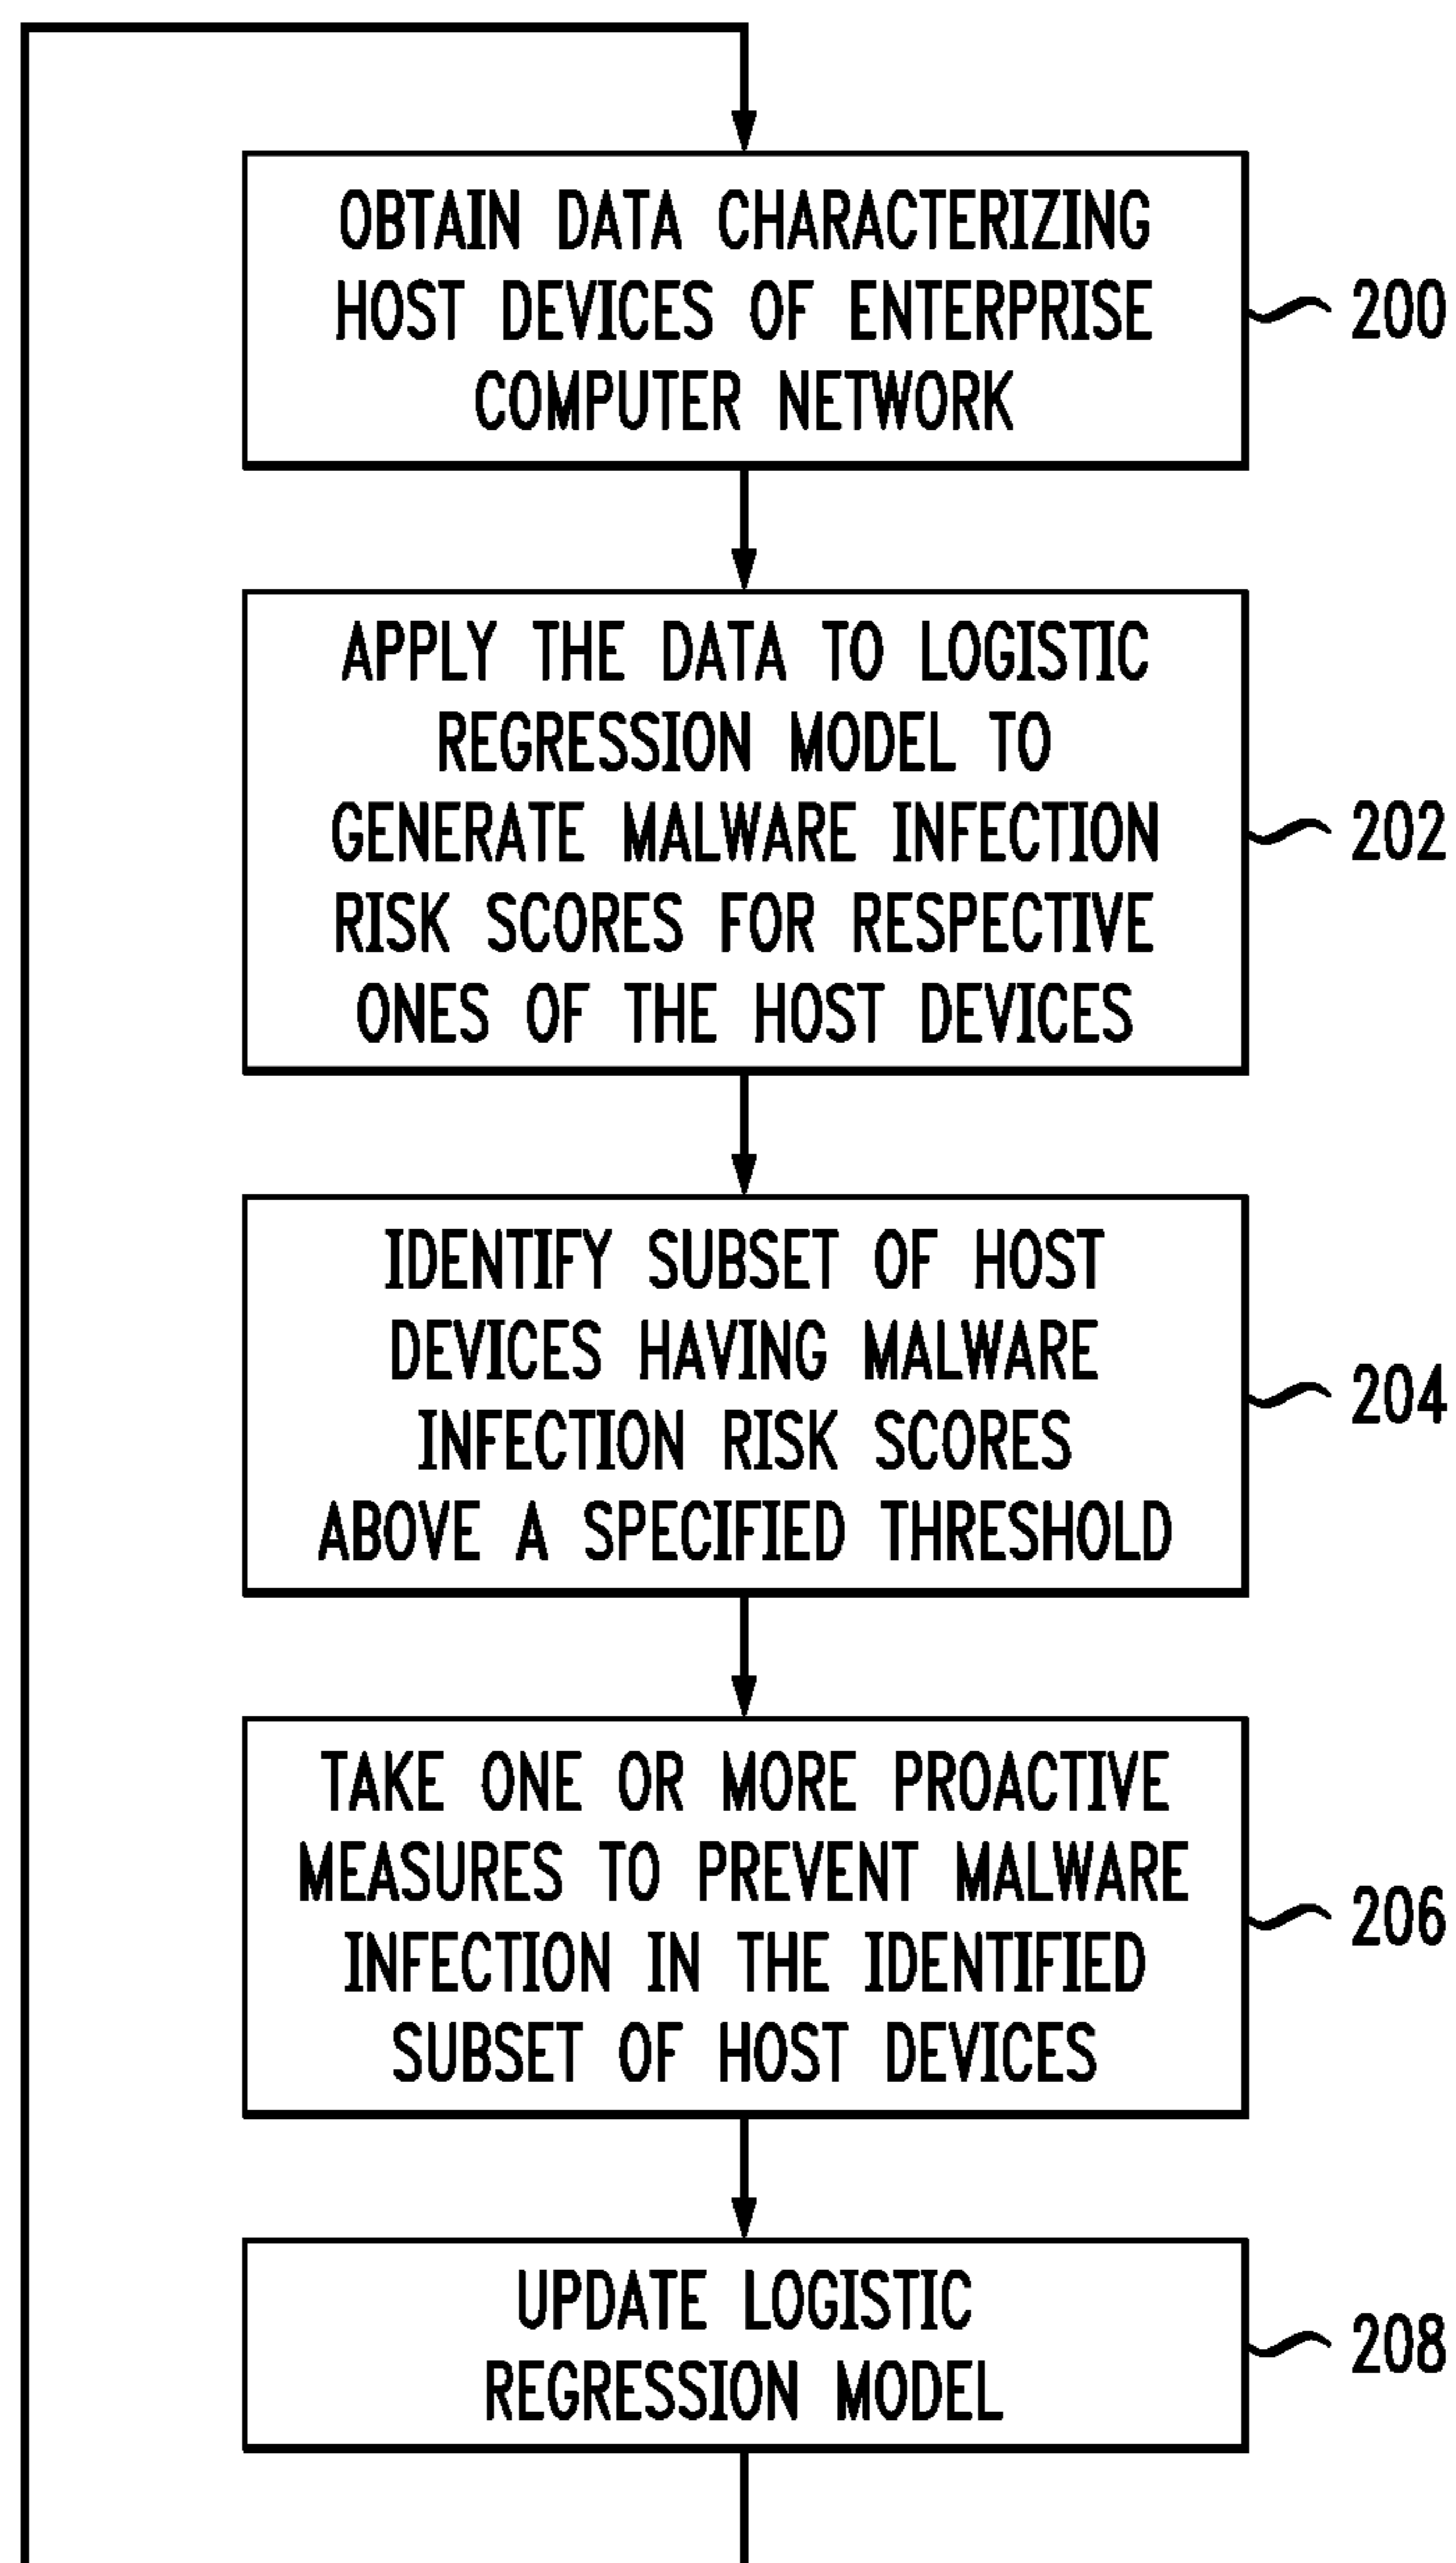 OBTAIN DATA CHARACTERIZING
HOST DEVICES OF ENTERPRISE
COMPUTER NETWORK
200
APPLY THE DATA TO LOGISTIC
REGRESSION MODEL TO
GENERATE MALWARE INFECTION
RISK SCORES FOR RESPECTIVE
ONES OF THE HOST DEVICES
202
IDENTIFY SUBSET OF HOST
DEVICES HAVING MALWARE
INFECTION RISK SCORES
ABOVE A SPECIFIED THRESHOLD
204
TAKE ONE OR MORE PROACTIVE
MEASURES TO PREVENT MALWARE
INFECTION IN THE IDENTIFIED
SUBSET OF HOST DEVICES
206
UPDATE LOGISTIC
REGRESSION MODEL
208